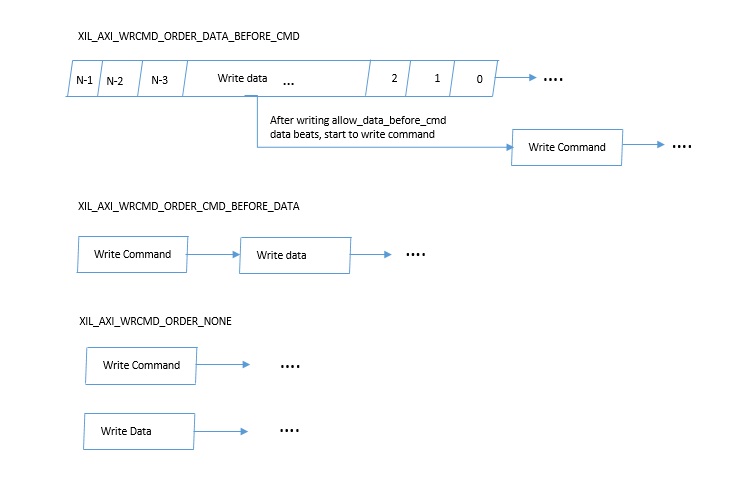 XIL_AXI_WRCMD_ORDER_DATA_BEFORE_CMD
N-1 N-2 N-3 Write data ... 2 1 0 ....
After writing allow_data_before_cmd
data beats, start to write command
Write Command ....
XIL_AXI_WRCMD_ORDER_CMD_BEFORE_DATA
Write Command Write data ....
XIL_AXI_WRCMD_ORDER_NONE
Write Command ....
Write Data ....